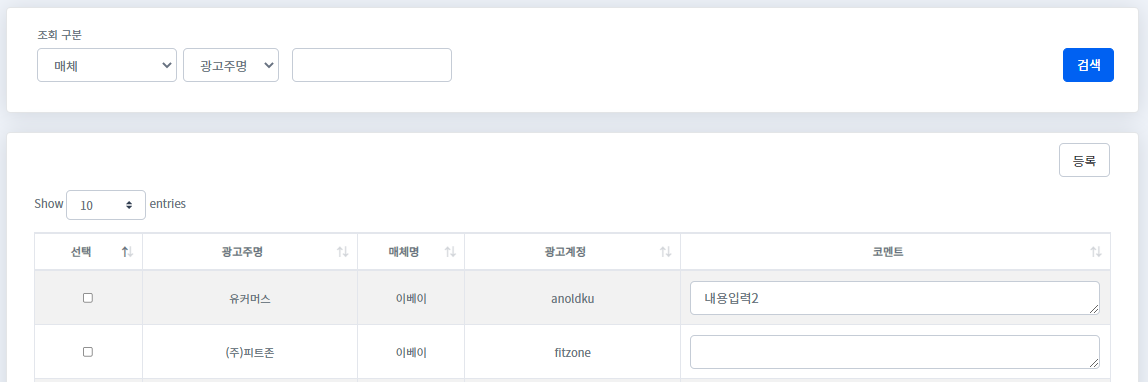 조회 구분
매체 광고주명
검색
등록
Show 10 entries
선택 광고주명 매체명 광고계정 코멘트
유커머스 이베이 anoldku 내용입력2
(주)피트존 이베이 fitzone